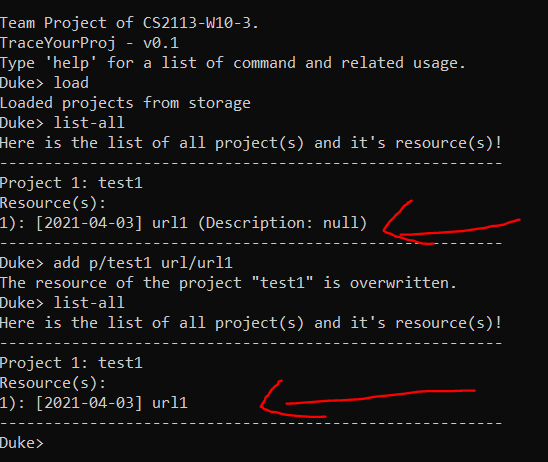 Team Project of CS2113-W10-3.
TraceYourProj - v0.1
Type 'help' for a list of command and related usage.
Duke> load
Loaded projects from storage
Duke> list-all
Here is the list of all project(s) and it's resource(s)!
--------------------------------------------------------
Project 1: test1
Resource(s):
1): [2021-04-03] url1 (Description: null)
--------------------------------------------------------
Duke> add p/test1 url/url1
The resource of the project "test1" is overwritten.
Duke> list-all
Here is the list of all project(s) and it's resource(s)!
--------------------------------------------------------
Project 1: test1
Resource(s):
1): [2021-04-03] url1
--------------------------------------------------------
Duke>